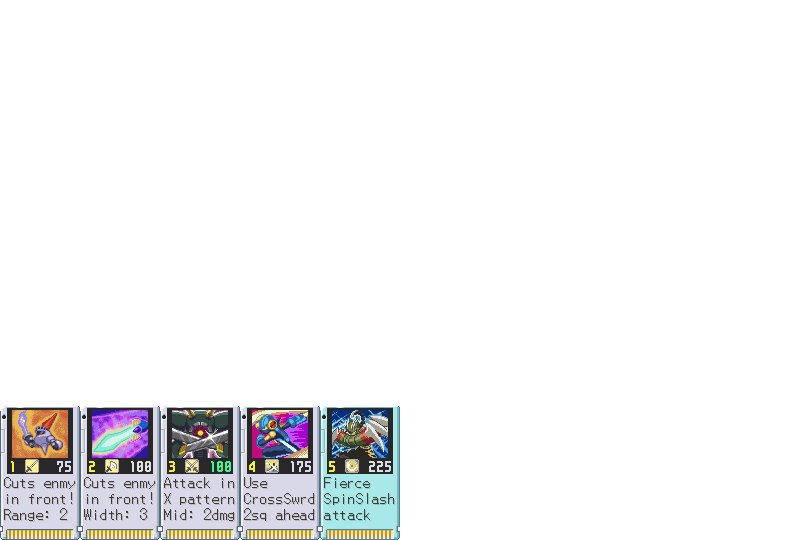 1 75
Cuts enmy
in front!
Range: 2
2 100
Cuts enmy
in front!
Width: 3
3 100
Attack in
X pattern
Mid: 2dmg
4 175
Use
CrossSwrd
2sq ahead
5 225
Fierce
SpinSlash
attack